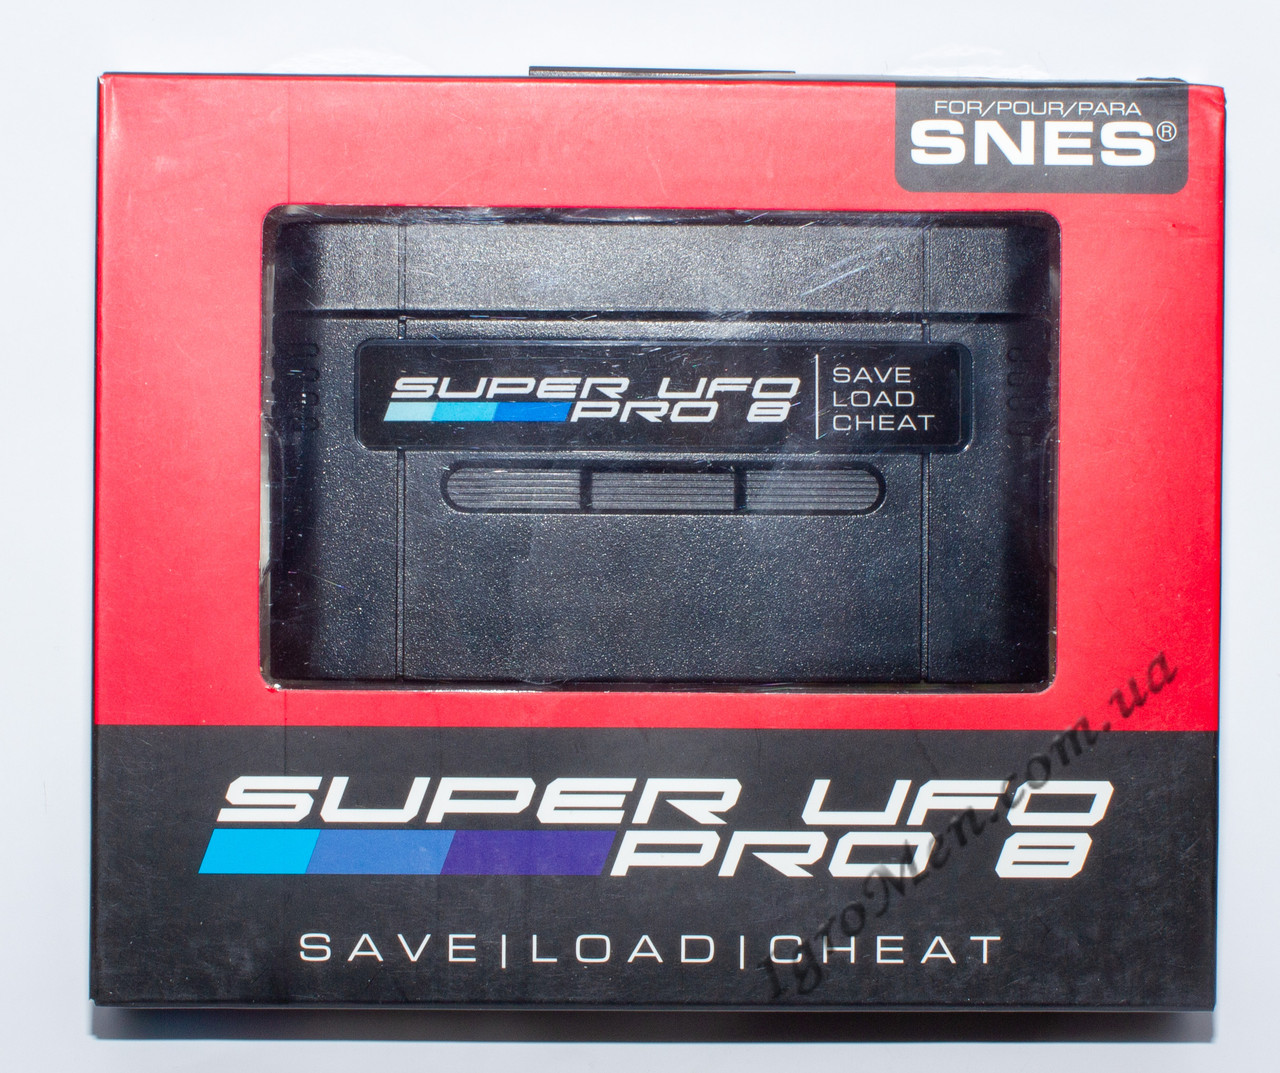 FOR/POUR/PARA
SNES®
SUPER UFO
PRO 8
SAVE
LOAD
CHEAT
SUPER UFO
PRO 8
SAVE|LOAD|CHEAT
IgroMen.com.ua